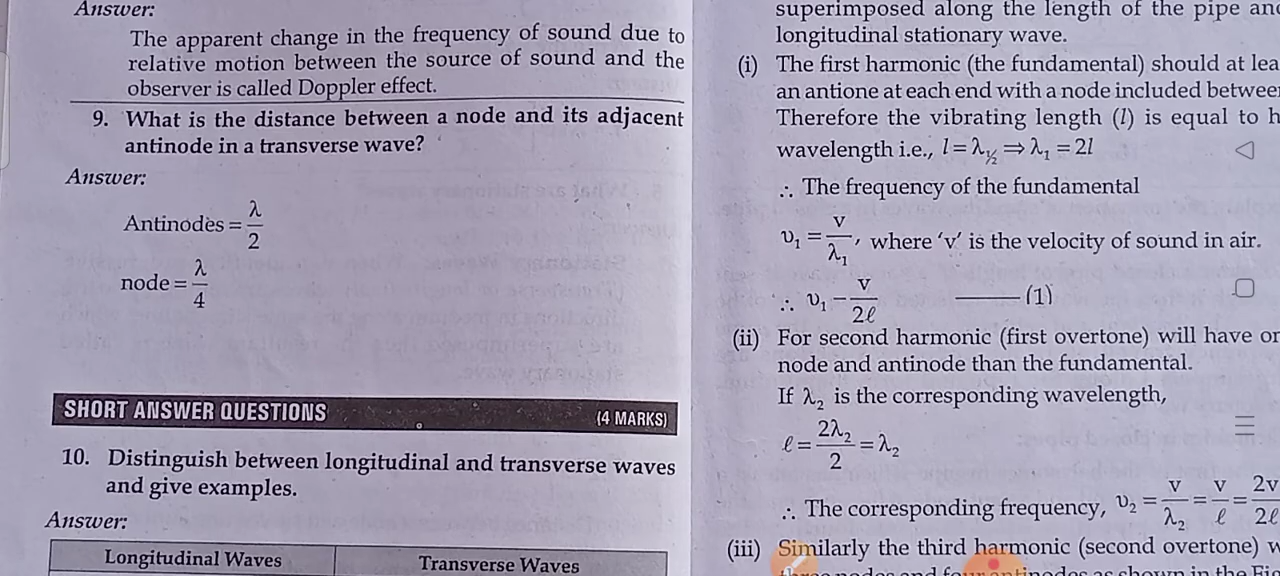 Answer:
The apparent change in the frequency of sound due to
relative motion between the source of sound and the
observer is called Doppler effect.
9. What is the distance between a node and its adjacent
antinode in a transverse wave?
Answer:
Antinodes = λ/2
node = λ/4
SHORT ANSWER QUESTIONS (4 MARKS)
10. Distinguish between longitudinal and transverse waves
and give examples.
Answer:
Longitudinal Waves Transverse Waves
superimposed along the length of the pipe
longitudinal stationary wave.
(i) The first harmonic (the fundamental) should at
an antione at each end with a node included
Therefore the vibrating length (l) is equal to
wavelength i.e., l = λ½ ⇒ λ₁ = 2l
∴ The frequency of the fundamental
υ₁ = v/λ₁, where 'v' is the velocity of sound in air.
∴ υ₁ = v/2ℓ (1)
(ii) For second harmonic (first overtone) will have
node and antinode than the fundamental.
If λ₂ is the corresponding wavelength,
ℓ = 2λ₂/2 = λ₂
∴ The corresponding frequency, υ₂ = v/λ₂ = v/ℓ = 2v/2ℓ
(iii) Similarly the third harmonic (second overtone)